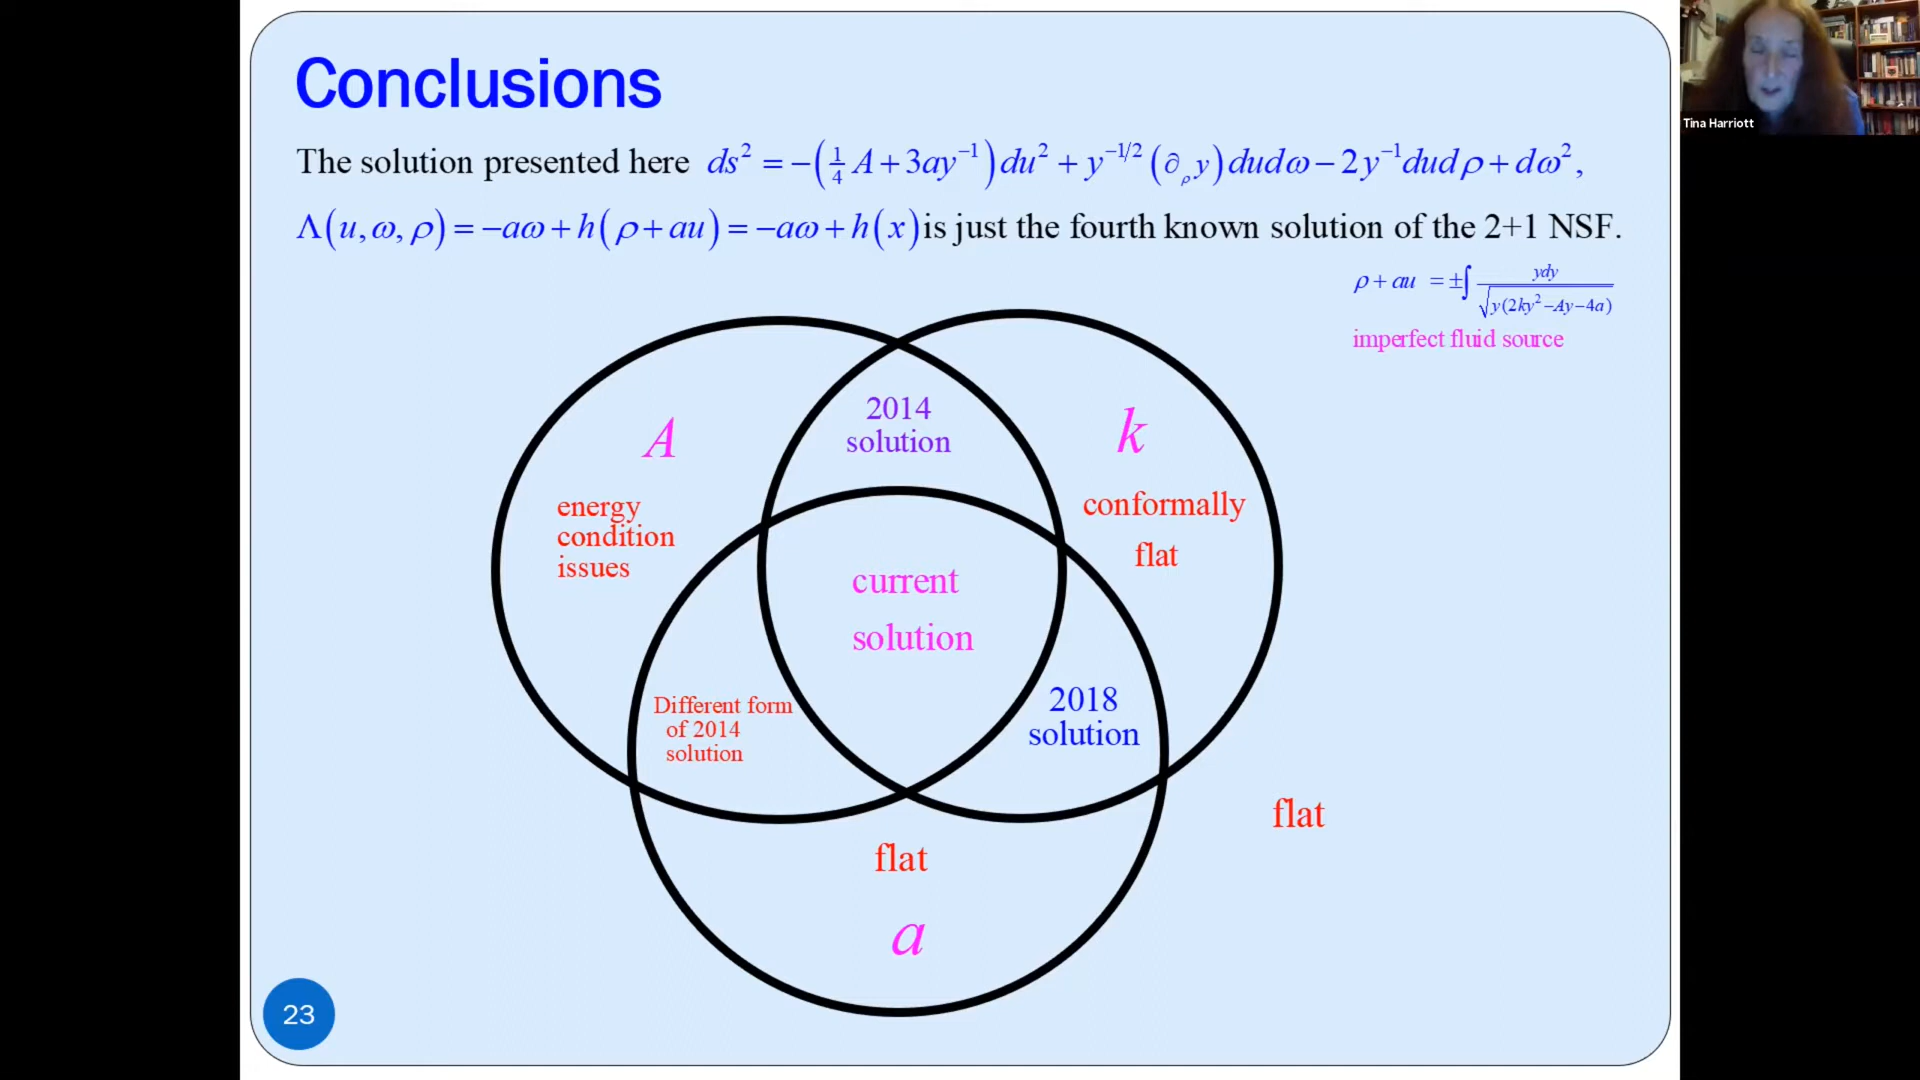 Conclusions
The solution presented here ds² = −(¼ A + 3ay⁻¹) du² + y⁻¹ᐟ² (∂ᵨ y) dudω − 2y⁻¹dudρ + dω²,
Λ(u, ω, ρ) = −aω + h(ρ + au) = −aω + h(x) is just the fourth known solution of the 2+1 NSF.
ρ + au = ±∫ ydy / √y(2ky²−Ay−4a)
imperfect fluid source
A
energy
condition
issues
2014
solution
k
conformally
flat
current
solution
Different form
of 2014
solution
2018
solution
flat
a
flat
23
Tina Harriott